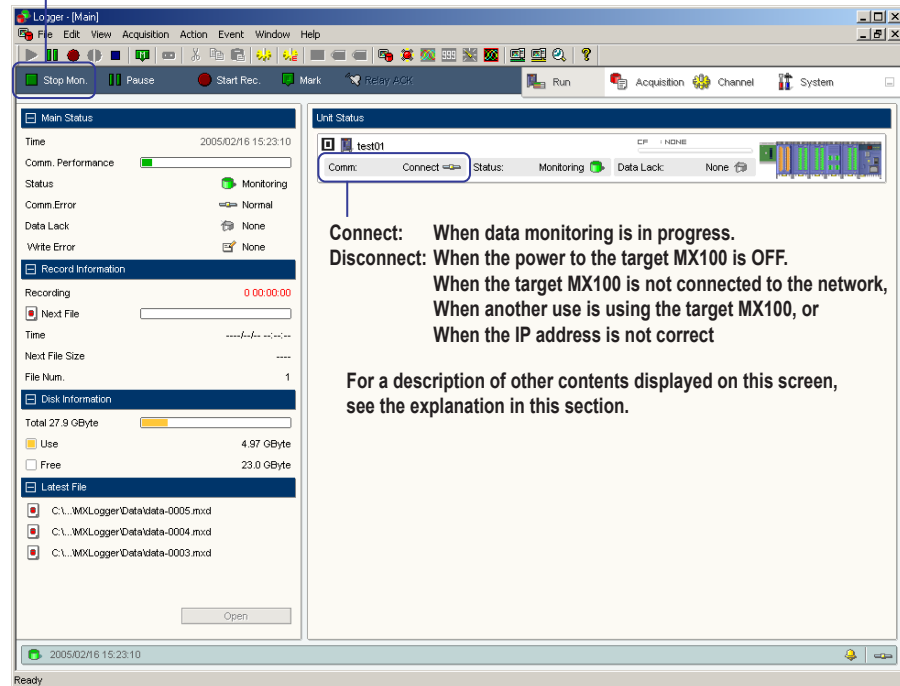 Logger - [Main]
File Edit View Acquisition Action Event Window Help
Stop Mon. Pause Start Rec. Mark Relay ACK Run Acquisition Channel System
Main Status
Time 2005/02/16 15:23:10
Comm. Performance
Status Monitoring
Comm.Error Normal
Data Lack None
Write Error None
Record Information
Recording 0 00:00:00
Next File
Time ----/--/-- --:--:--
Next File Size ----
File Num. 1
Disk Information
Total 27.9 GByte
Use 4.97 GByte
Free 23.0 GByte
Latest File
C:\...\MXLogger\Data\data-0005.mxd
C:\...\MXLogger\Data\data-0004.mxd
C:\...\MXLogger\Data\data-0003.mxd
Open
Unit Status
test01 CF : NONE
Comm: Connect Status: Monitoring Data Lack: None
Connect: When data monitoring is in progress.
Disconnect: When the power to the target MX100 is OFF.
When the target MX100 is not connected to the network,
When another use is using the target MX100, or
When the IP address is not correct
For a description of other contents displayed on this screen,
see the explanation in this section.
2005/02/16 15:23:10
Ready